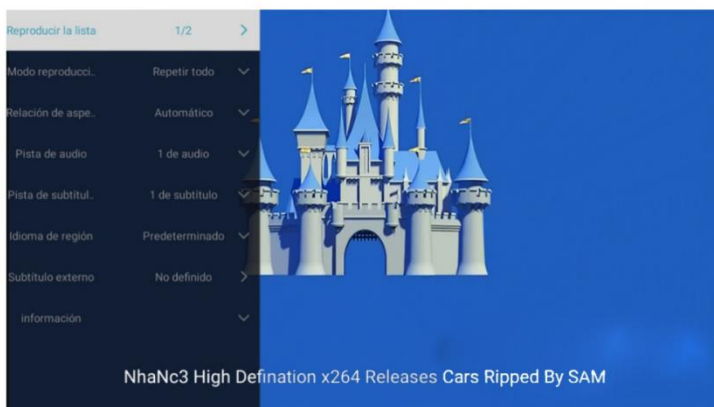 Reproducir la lista 1/2
Modo reproducci.. Repetir todo
Relación de aspe.. Automático
Pista de audio 1 de audio
Pista de subtítul.. 1 de subtítulo
Idioma de región Predeterminado
Subtítulo externo No definido
información
NhaNc3 High Defination x264 Releases Cars Ripped By SAM